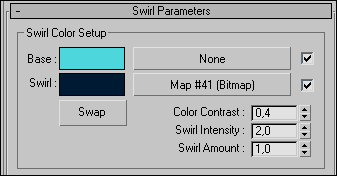 - Swirl Parameters
Swirl Color Setup
Base : None
Swirl : Map #41 (Bitmap)
Swap
Color Contrast : 0,4
Swirl Intensity : 2,0
Swirl Amount : 1,0